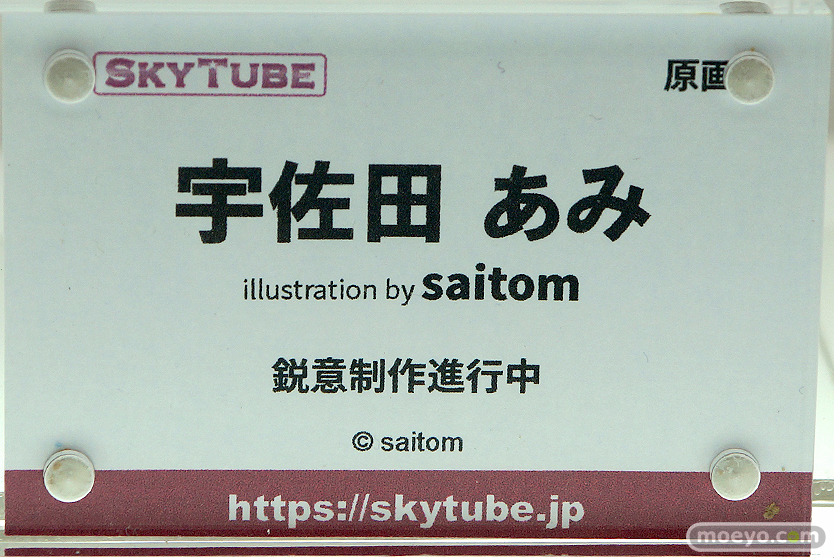 SKYTUBE
原画
宇佐田 あみ
illustration by saitom
鋭意制作進行中
© saitom
https://skytube.jp
moeyo.com